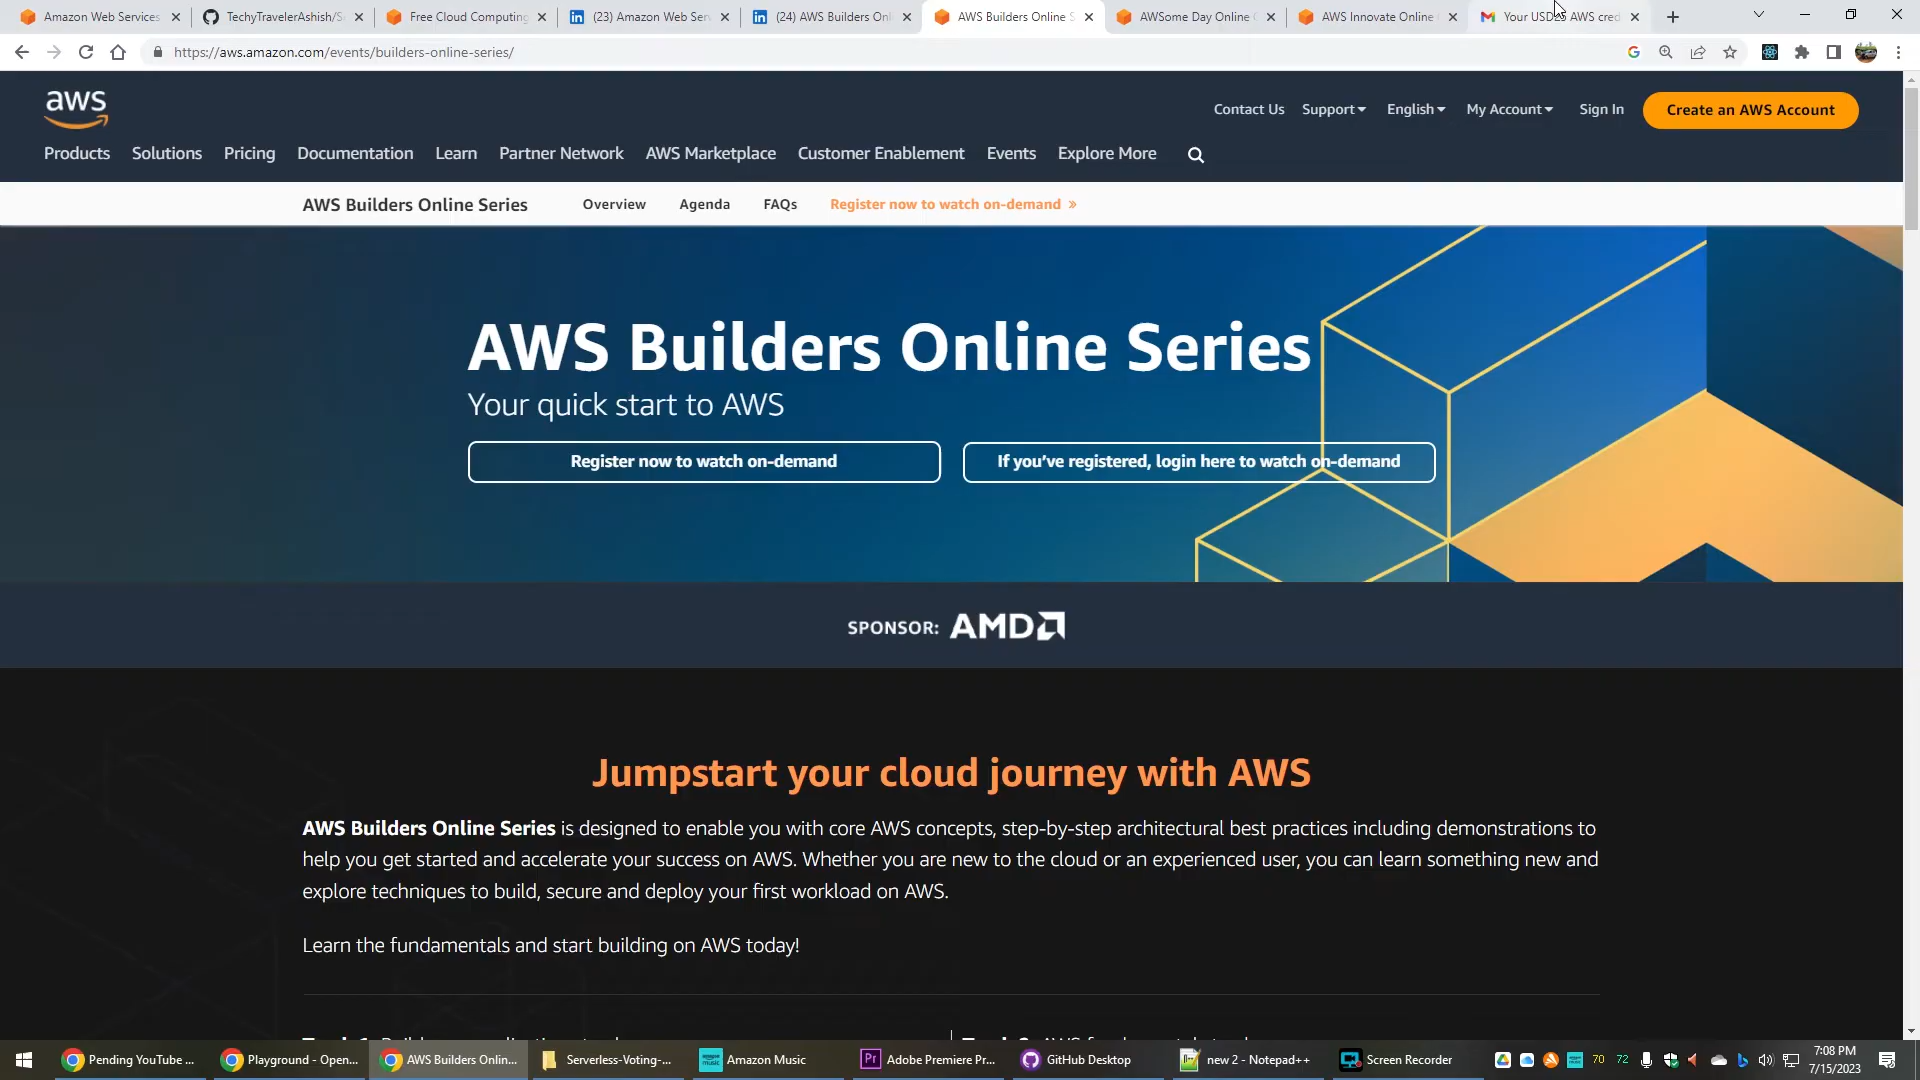 Amazon Web Services
TechyTravelerAshish/S
Free Cloud Computing
(23) Amazon Web Serv
(24) AWS Builders Onl
AWS Builders Online S
AWSome Day Online C
AWS Innovate Online
Your USD25 AWS cred
https://aws.amazon.com/events/builders-online-series/
aws
Contact Us
Support
English
My Account
Sign In
Create an AWS Account
Products
Solutions
Pricing
Documentation
Learn
Partner Network
AWS Marketplace
Customer Enablement
Events
Explore More
AWS Builders Online Series
Overview
Agenda
FAQs
Register now to watch on-demand »
AWS Builders Online Series
Your quick start to AWS
Register now to watch on-demand
If you've registered, login here to watch on-demand
SPONSOR: AMD
Jumpstart your cloud journey with AWS
AWS Builders Online Series is designed to enable you with core AWS concepts, step-by-step architectural best practices including demonstrations to
help you get started and accelerate your success on AWS. Whether you are new to the cloud or an experienced user, you can learn something new and
explore techniques to build, secure and deploy your first workload on AWS.
Learn the fundamentals and start building on AWS today!
Pending YouTube ...
Playground - Open...
AWS Builders Onlin...
Serverless-Voting-...
Amazon Music
Adobe Premiere Pr...
GitHub Desktop
new 2 - Notepad++
Screen Recorder
70
72
7:08 PM
7/15/2023